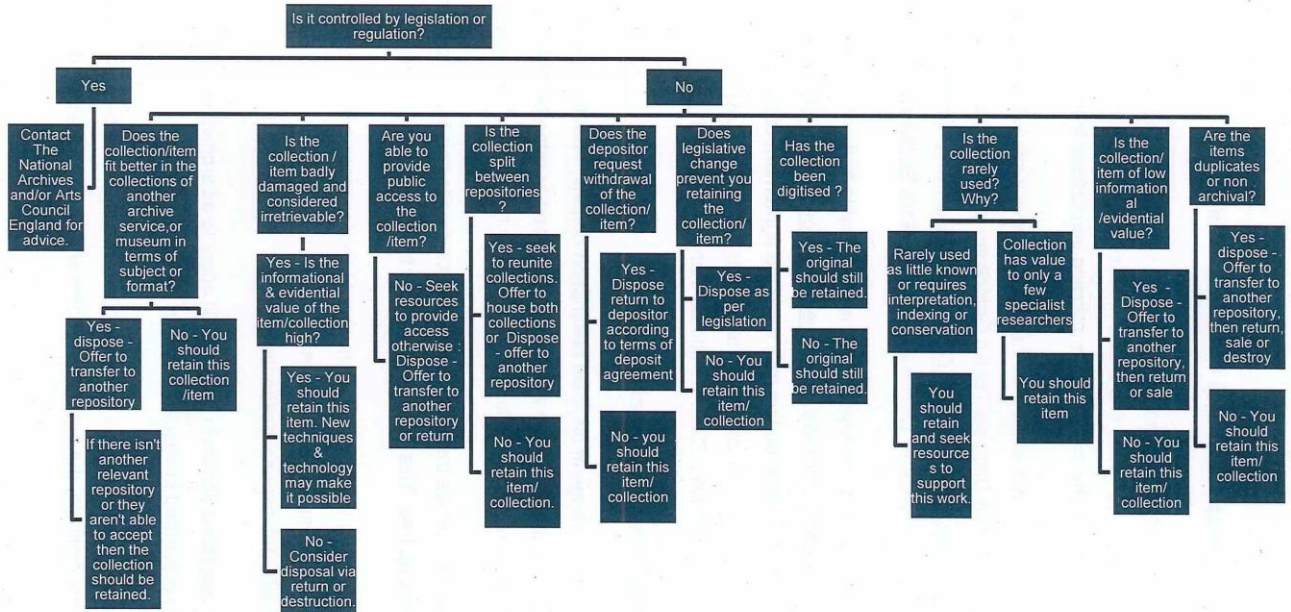 Is it controlled by legislation or
regulation?
Yes
No
Contact
The
National
Archives
and/or Arts
Council
England for
advice.
Does the
collection/item
fit better in the
collections of
another
archive
service,or
museum in
terms of
subject or
format?
Yes -
dispose -
Offer to
transfer to
another
repository
If there isn't
another
relevant
repository
or they
aren't able
to accept
then the
collection
should be
retained.
No - You
should
retain this
collection
/item
Is the
collection /
item badly
damaged and
considered
irretrievable?
Yes - Is the
informational
& evidential
value of the
item/collection
high?
Yes - You
should
retain this
item. New
techniques
&
technology
may make
it possible
No -
Consider
disposal via
return or
destruction.
Are you
able to
provide
public
access to
the
collection
/item?
No - Seek
resources
to provide
access
otherwise :
Dispose -
Offer to
transfer to
another
repository
or return
Is the
collection
split
between
repositories
?
Yes - seek
to reunite
collections.
Offer to
house both
collections
or Dispose
- offer to
another
repository
No - You
should
retain this
item/
collection.
Does the
depositor
request
withdrawal
of the
collection/
item?
Yes -
Dispose
return to
depositor
according
to terms of
deposit
agreement
No - you
should
retain this
item/
collection
Does
legislative
change
prevent you
retaining
the
collection/
item?
Yes -
Dispose as
per
legislation
No - You
should
retain this
item/
collection
Has the
collection
been
digitised ?
Yes - The
original
should still
be retained.
No - The
original
should still
be retained.
Is the
collection
rarely
used?
Why?
Rarely used
as little known
or requires
interpretation,
indexing or
conservation
You
should
retain
and seek
resource
s to
support
this work.
Collection
has value
to only a
few
specialist
researchers
You should
retain this
item
Is the
collection/
item of low
information
al
/evidential
value?
Yes -
Dispose -
Offer to
transfer to
another
repository,
then return
or sale
No - You
should
retain this
item/
collection
Are the
items
duplicates
or non
archival?
Yes -
dispose -
Offer to
transfer to
another
repository,
then return,
sale or
destroy
No - You
should
retain this
item/
collection